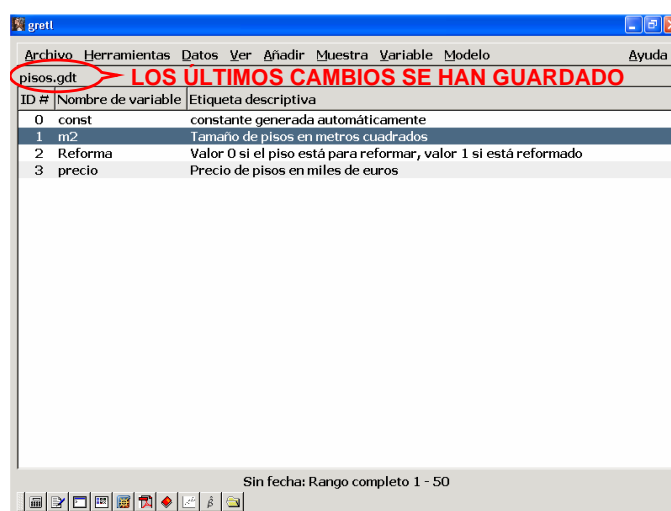 gretl
Archivo Herramientas Datos Ver Añadir Muestra Variable Modelo Ayuda
pisos.gdt LOS ÚLTIMOS CAMBIOS SE HAN GUARDADO
ID # Nombre de variable Etiqueta descriptiva
0 const constante generada automáticamente
1 m2 Tamaño de pisos en metros cuadrados
2 Reforma Valor 0 si el piso está para reformar, valor 1 si está reformado
3 precio Precio de pisos en miles de euros
Sin fecha: Rango completo 1 - 50
β̂